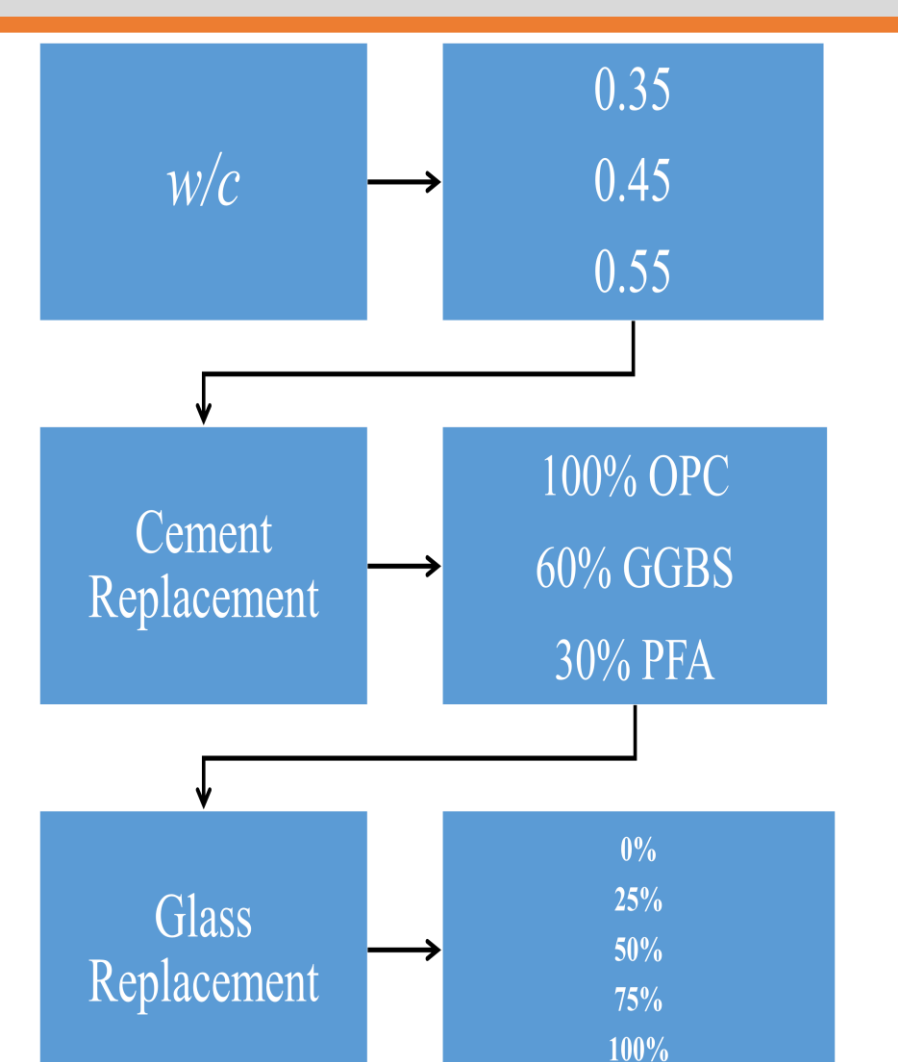 w/c
0.35
0.45
0.55
Cement
Replacement
100% OPC
60% GGBS
30% PFA
Glass
Replacement
0%
25%
50%
75%
100%